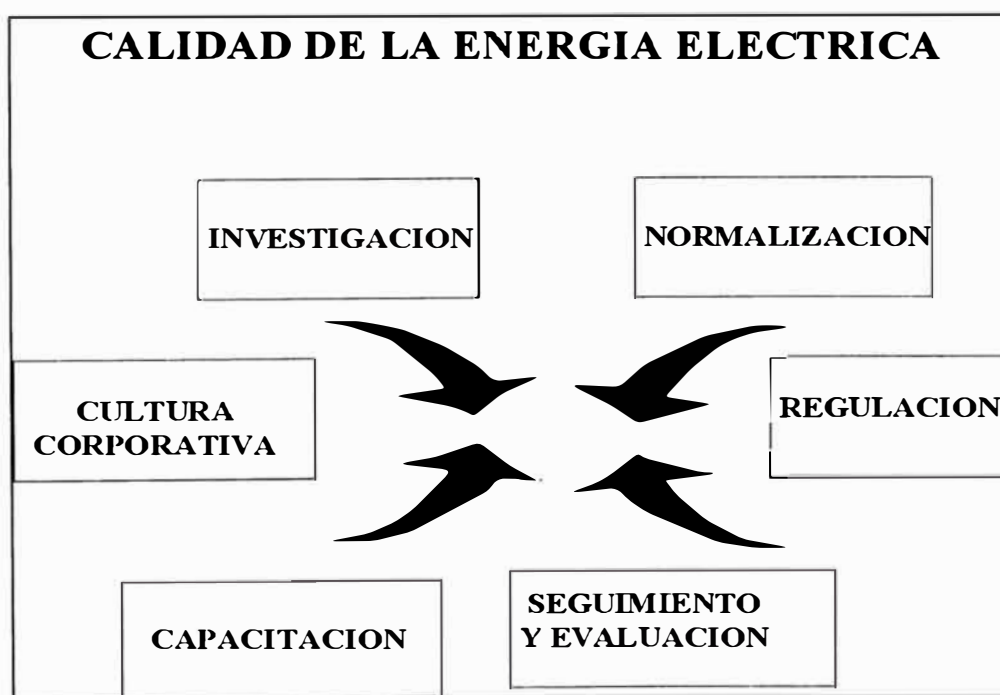 CALIDAD DE LA ENERGIA ELECTRICA
INVESTIGACION
NORMALIZACION
CULTURA
CORPORATIVA
REGULACION
CAPACITACION
SEGUIMIENTO
Y EVALUACION